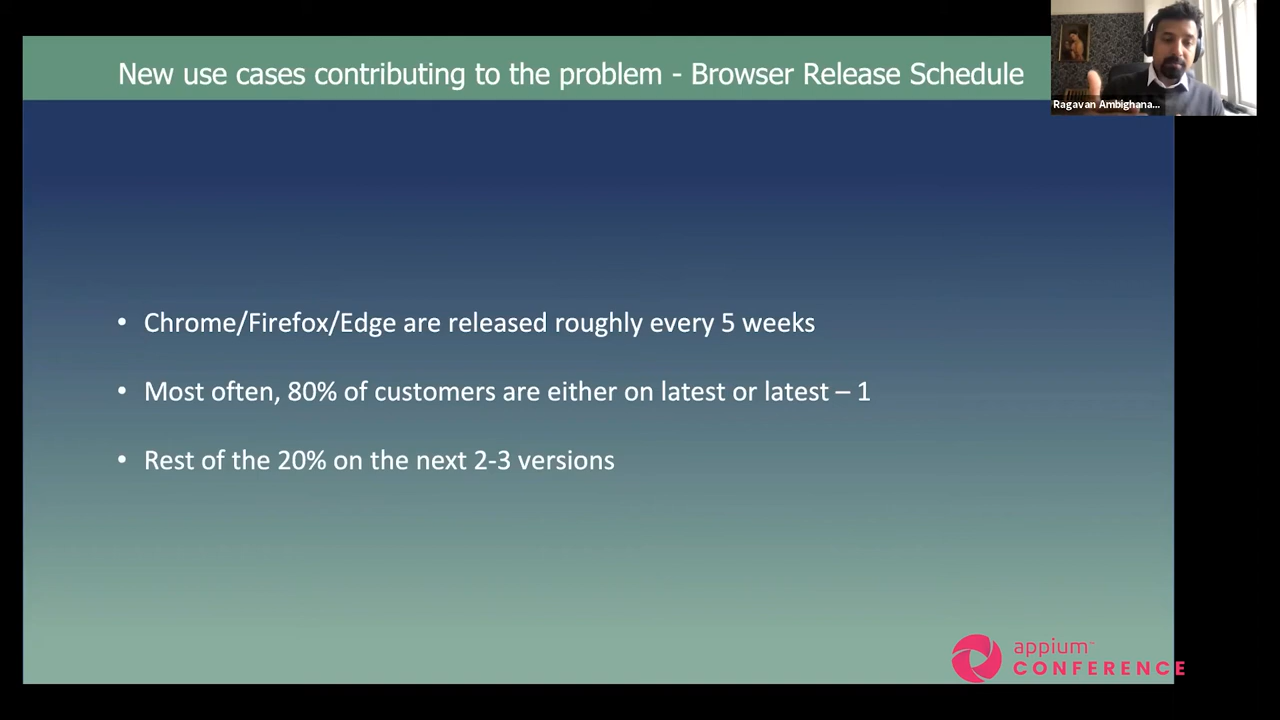 New use cases contributing to the problem - Browser Release Schedule
Ragavan Ambighana...
• Chrome/Firefox/Edge are released roughly every 5 weeks
• Most often, 80% of customers are either on latest or latest – 1
• Rest of the 20% on the next 2-3 versions
appium™
CONFERENCE